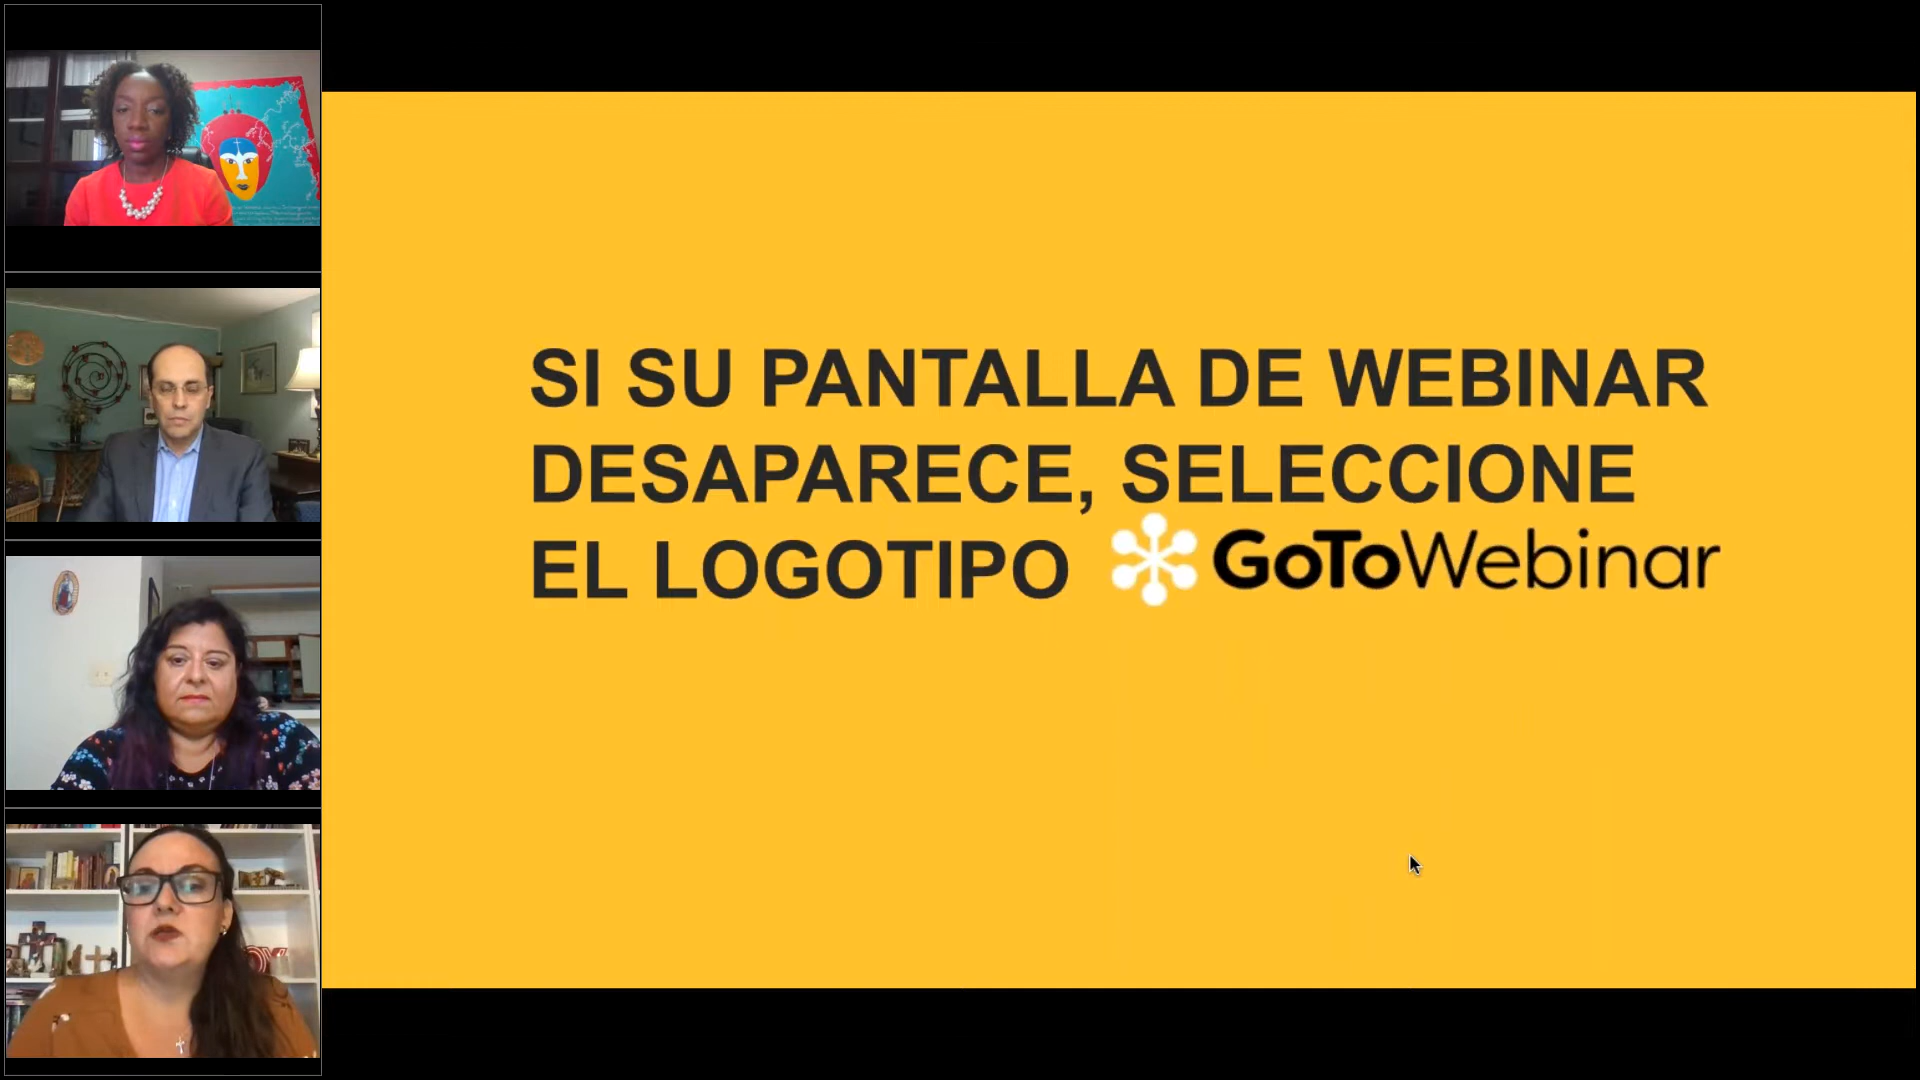 SI SU PANTALLA DE WEBINAR
DESAPARECE, SELECCIONE
EL LOGOTIPO GoToWebinar